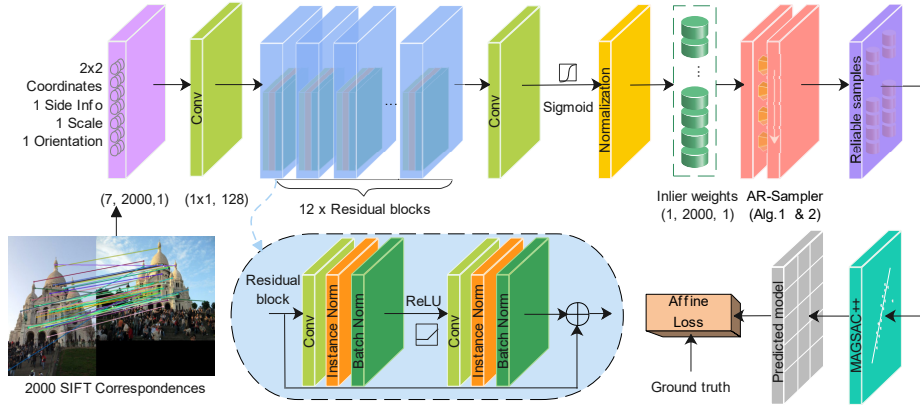 2x2
Coordinates
1 Side Info
1 Scale
1 Orientation
(7, 2000,1)
Conv
(1x1, 128)
...
12 x Residual blocks
Conv
Sigmoid
Normalization
...
Inlier weights
(1, 2000, 1)
AR-Sampler
(Alg.1 & 2)
Reliable samples
2000 SIFT Correspondences
Residual
block
Conv
Instance Norm
Batch Norm
ReLU
Conv
Instance Norm
Batch Norm
Affine
Loss
Ground truth
Predicted model
MAGSAC++